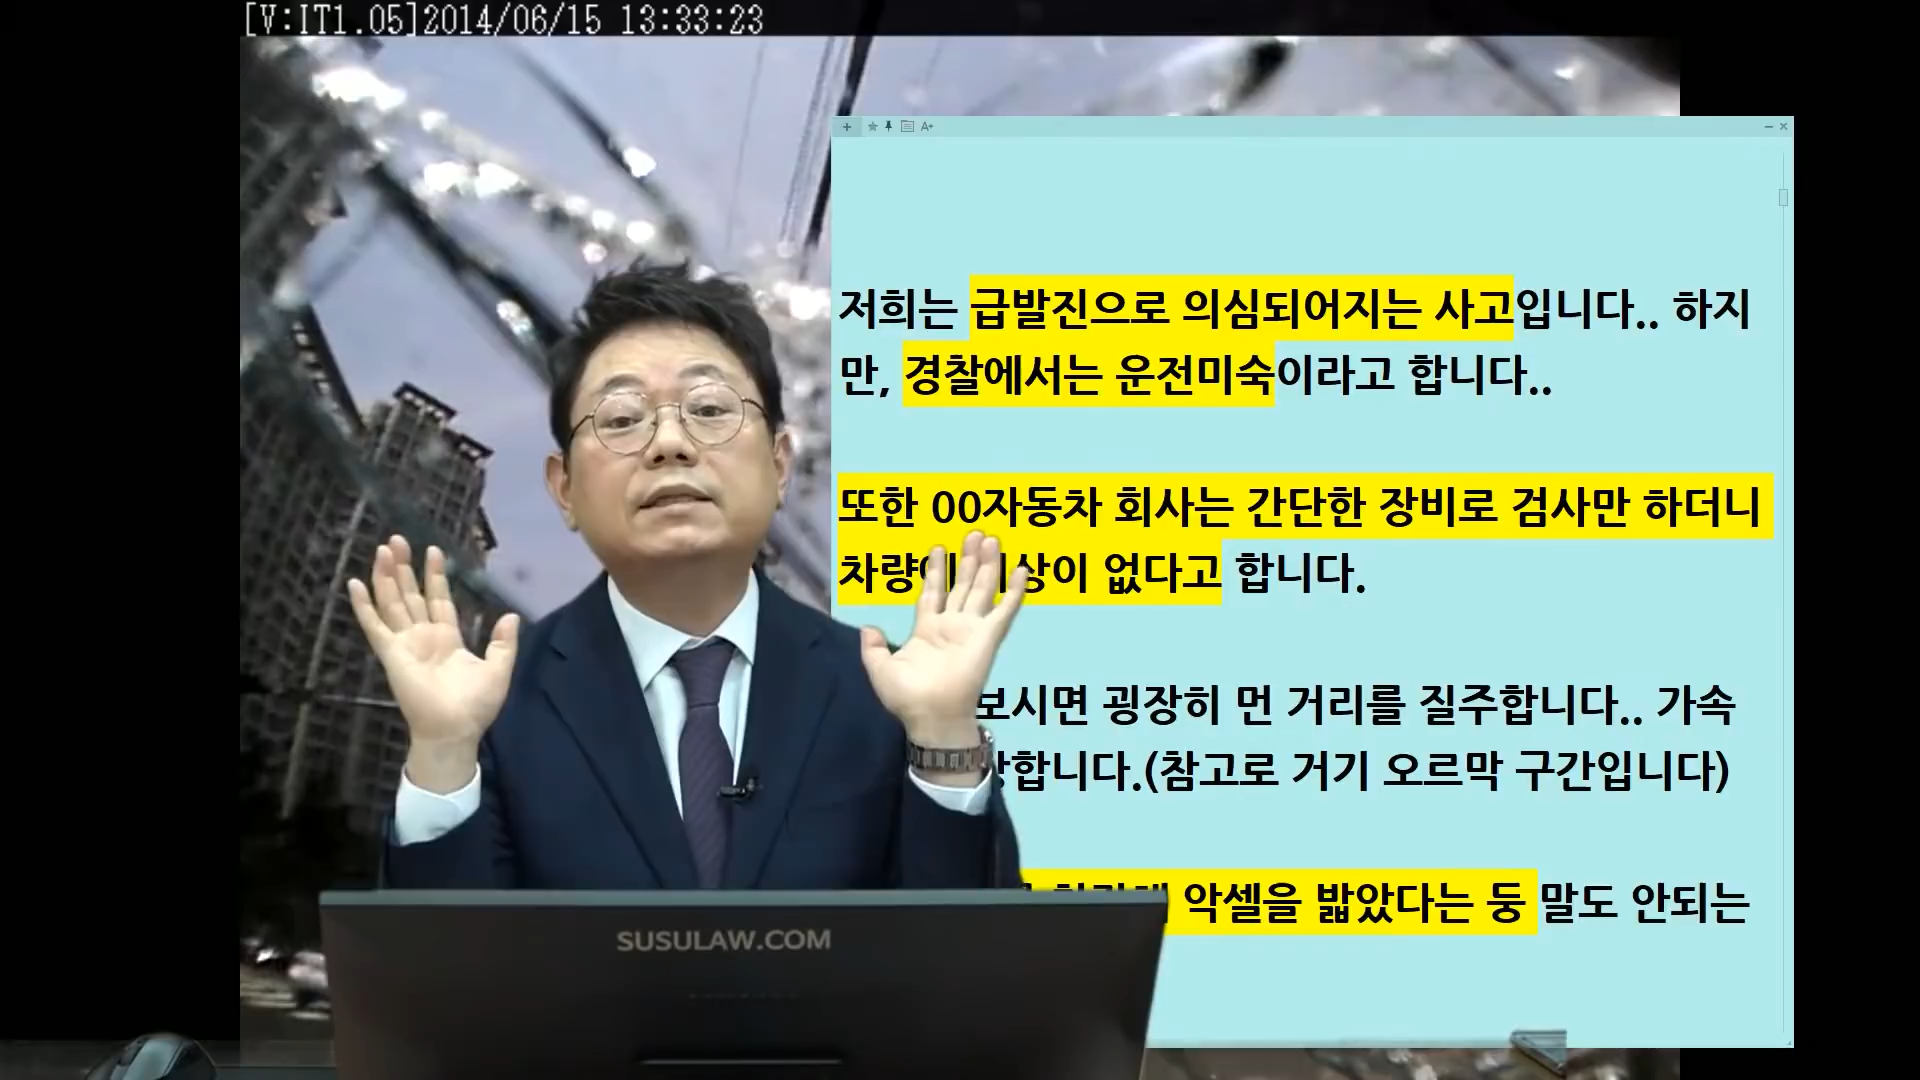 [V:IT1.05]2014/06/15 13:33:23
저희는 급발진으로 의심되어지는 사고입니다.. 하지
만, 경찰에서는 운전미숙이라고 합니다..
또한 00자동차 회사는 간단한 장비로 검사만 하더니
차량에 이상이 없다고 합니다.
보시면 굉장히 먼 거리를 질주합니다.. 가속
합니다.(참고로 거기 오르막 구간입니다)
악셀을 밟았다는 둥 말도 안되는
SUSULAW.COM